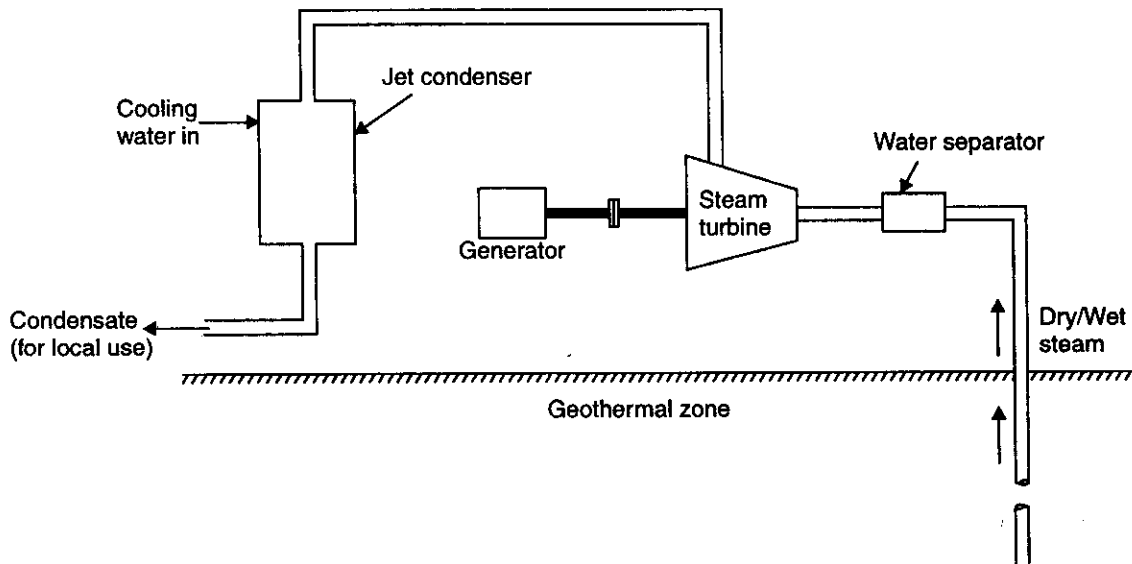 Jet condenser
Cooling
water in
Water separator
Steam
turbine
Generator
Condensate
(for local use)
Dry/Wet
steam
Geothermal zone